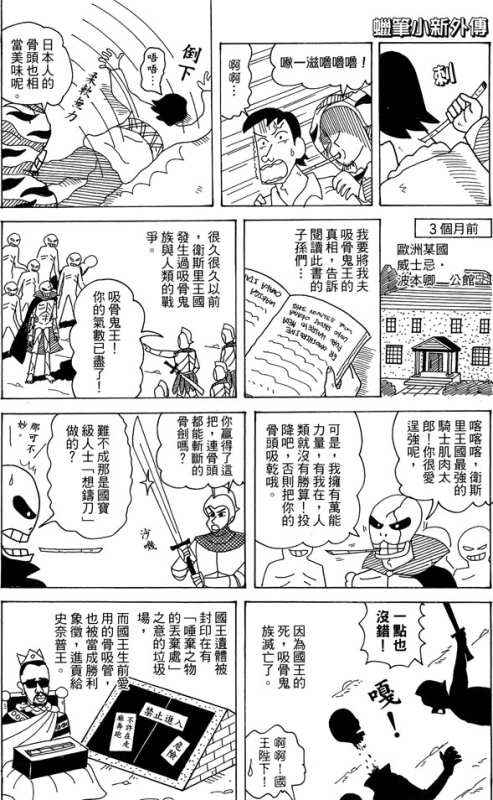 蠟筆小新外傳
刺
嗽—滋嚕嚕嚕!
啊啊…
倒下
唔唔…
柔軟無力
日本人的
骨頭也相
當美味呢。
3個月前
歐洲某國
威士忌.
波本卿—公館
我要將我夫
吸骨鬼王的
真相,告訴
閱讀此書的
子孫們…
很久很久以前
,衛斯里王國
發生過吸骨鬼
族與人類的戰
爭。
吸骨鬼王!
你的氣數已盡了!
喀喀喀,衛斯
里王國最強的
騎士肌肉太
郎!你很愛
逞強呢,
可是,我擁有萬能
力量,有我在,人
類就沒有勝算!投
降吧,否則把你的
骨頭吸乾哦。
你贏得了這
把,連骨頭
都能斬斷的
骨劍嗎?
沙嘰
難不成那是國寶
級人士「想鑄刀」
做的?
那可不
妙。
一點也
沒錯!
嘎!
因為國王的
死,吸骨鬼
族滅亡了。
啊啊!國
王陛下!
國王遺體被
封印在有
「唾棄之物
的丟棄處」
之意的垃圾
場,
而國王生前愛
用的骨吸管,
也被當成勝利
象徵,進貢給
史奈普王。
禁止進入
不許在走
廊奔跑
危險